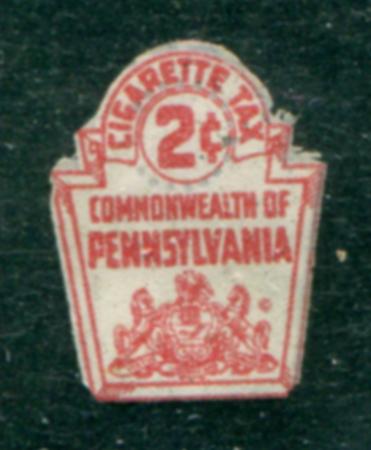 CIGARETTE TAX
2¢
COMMONWEALTH OF
PENNSYLVANIA